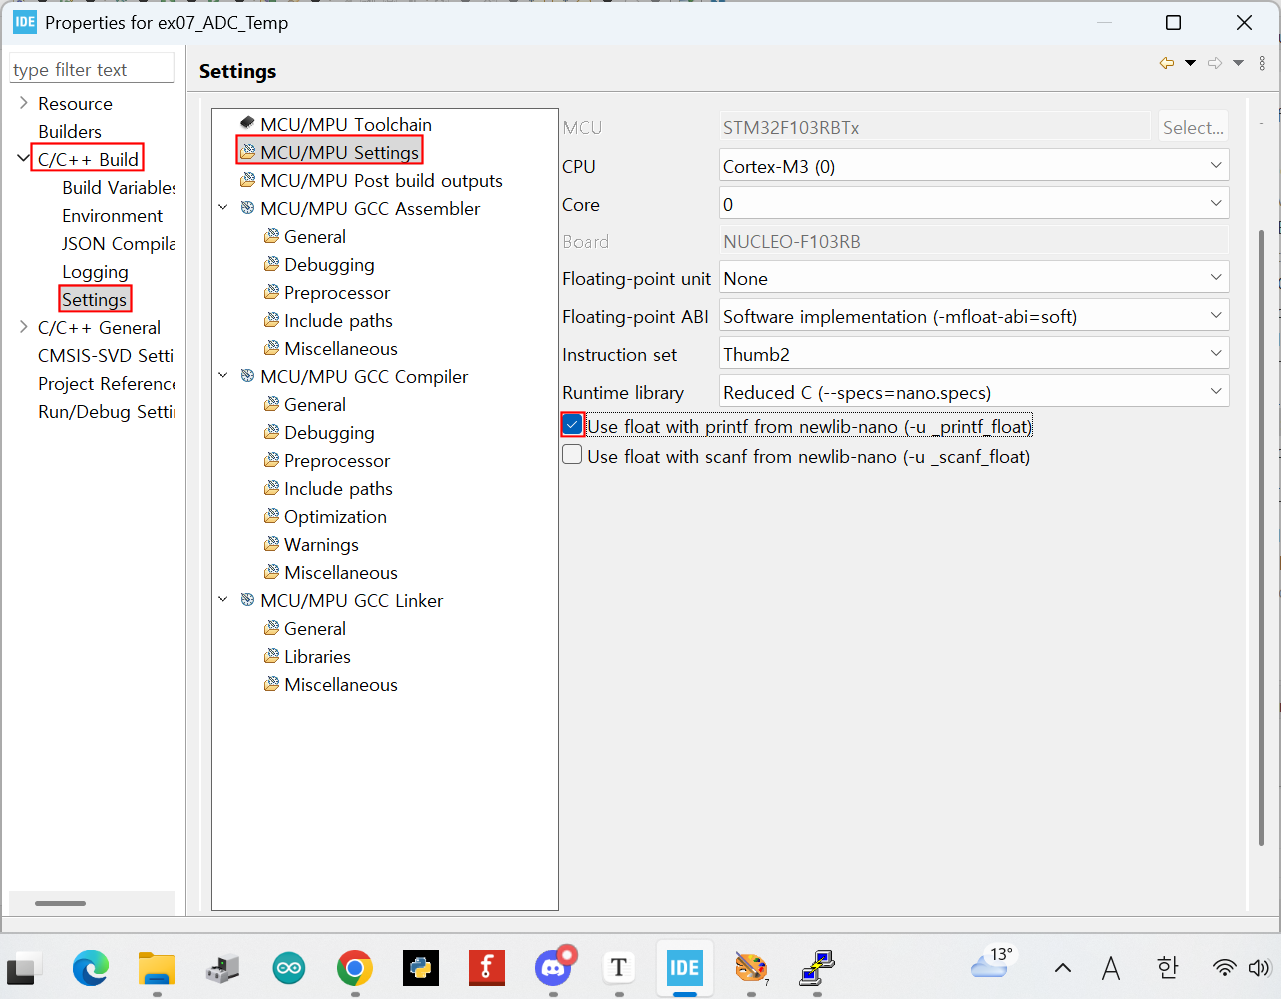 IDE Properties for ex07_ADC_Temp
type filter text
Resource
Builders
C/C++ Build
Build Variables
Environment
JSON Compila
Logging
Settings
C/C++ General
CMSIS-SVD Setti
Project Reference
Run/Debug Settin
Settings
MCU/MPU Toolchain
MCU/MPU Settings
MCU/MPU Post build outputs
MCU/MPU GCC Assembler
General
Debugging
Preprocessor
Include paths
Miscellaneous
MCU/MPU GCC Compiler
General
Debugging
Preprocessor
Include paths
Optimization
Warnings
Miscellaneous
MCU/MPU GCC Linker
General
Libraries
Miscellaneous
MCU STM32F103RBTx Select...
CPU Cortex-M3 (0)
Core 0
Board NUCLEO-F103RB
Floating-point unit None
Floating-point ABI Software implementation (-mfloat-abi=soft)
Instruction set Thumb2
Runtime library Reduced C (--specs=nano.specs)
Use float with printf from newlib-nano (-u _printf_float)
Use float with scanf from newlib-nano (-u _scanf_float)
T IDE 7 13° A 한